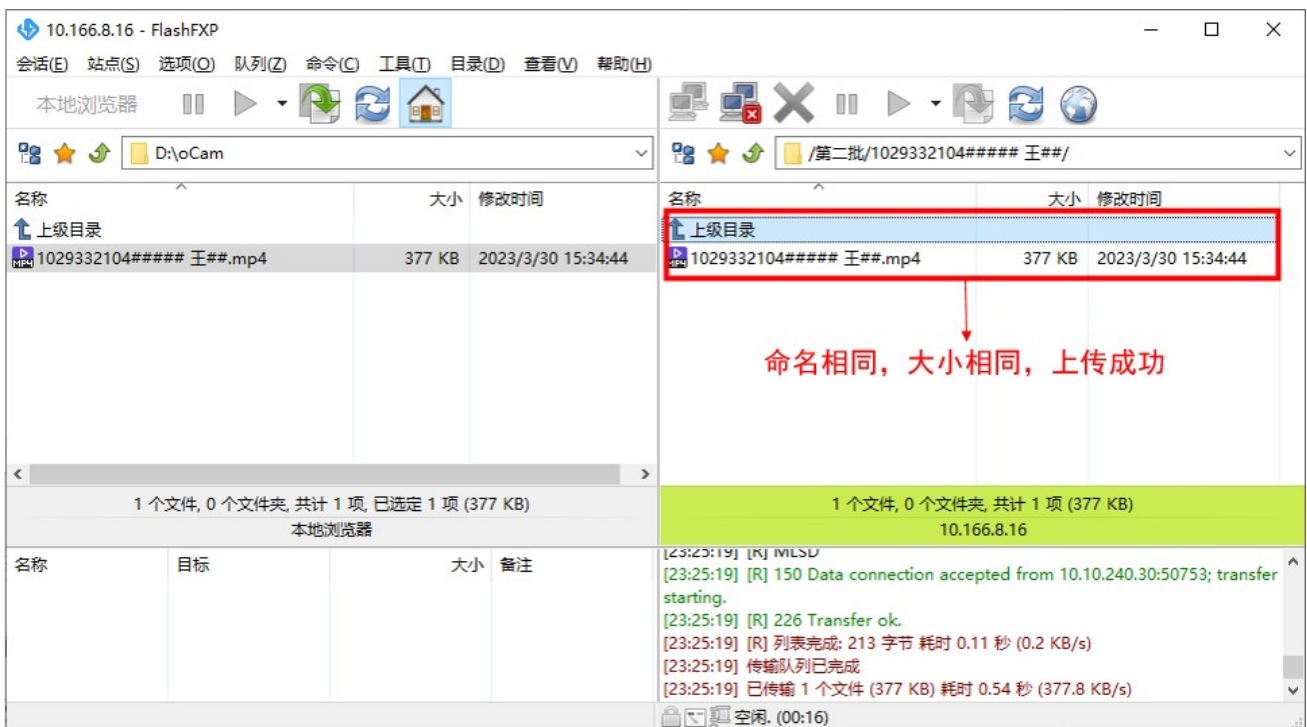 10.166.8.16 - FlashFXP
会话(E) 站点(S) 选项(O) 队列(Z) 命令(C) 工具(T) 目录(D) 查看(V) 帮助(H)
本地浏览器
D:\oCam
/第二批/1029332104##### 王##/
名称 大小 修改时间
上级目录
1029332104##### 王##.mp4 377 KB 2023/3/30 15:34:44
名称 大小 修改时间
上级目录
1029332104##### 王##.mp4 377 KB 2023/3/30 15:34:44
命名相同，大小相同，上传成功
1 个文件, 0 个文件夹, 共计 1 项, 已选定 1 项 (377 KB)
本地浏览器
1 个文件, 0 个文件夹, 共计 1 项 (377 KB)
10.166.8.16
名称 目标 大小 备注
[23:25:19] [R] MLSD
[23:25:19] [R] 150 Data connection accepted from 10.10.240.30:50753; transfer
starting.
[23:25:19] [R] 226 Transfer ok.
[23:25:19] [R] 列表完成: 213 字节 耗时 0.11 秒 (0.2 KB/s)
[23:25:19] 传输队列已完成
[23:25:19] 已传输 1 个文件 (377 KB) 耗时 0.54 秒 (377.8 KB/s)
空闲. (00:16)